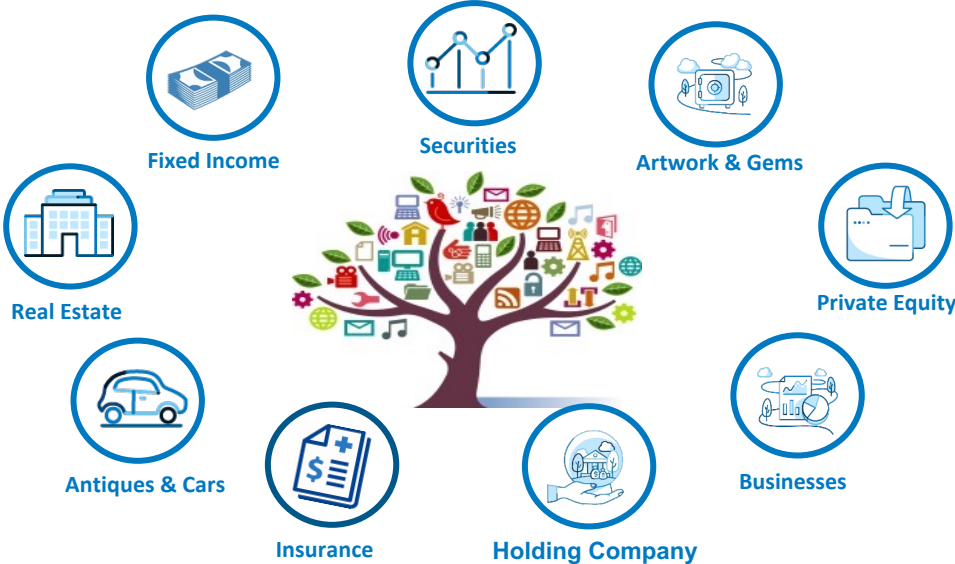 Securities
Fixed Income
Artwork & Gems
Real Estate
Private Equity
Antiques & Cars
Businesses
Insurance
Holding Company